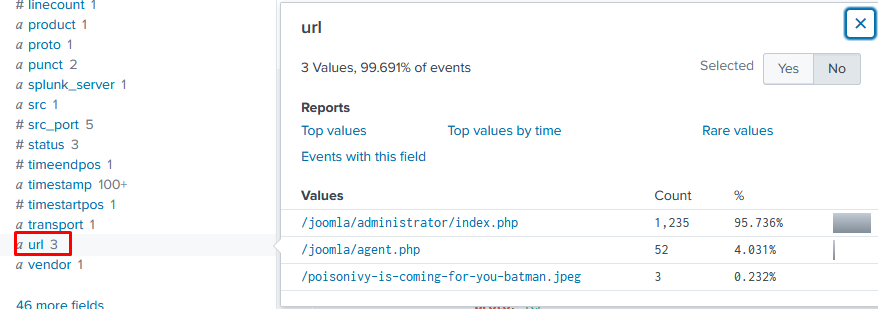 # linecount 1
a product 1
a proto 1
a punct 2
a splunk_server 1
a src 1
# src_port 5
# status 3
# timeendpos 1
a timestamp 100+
# timestartpos 1
a transport 1
a url 3
a vendor 1
46 more fields
url
3 Values, 99.691% of events
Selected Yes No
Reports
Top values Top values by time Rare values
Events with this field
Values Count %
/joomla/administrator/index.php 1,235 95.736%
/joomla/agent.php 52 4.031%
/poisonivy-is-coming-for-you-batman.jpeg 3 0.232%